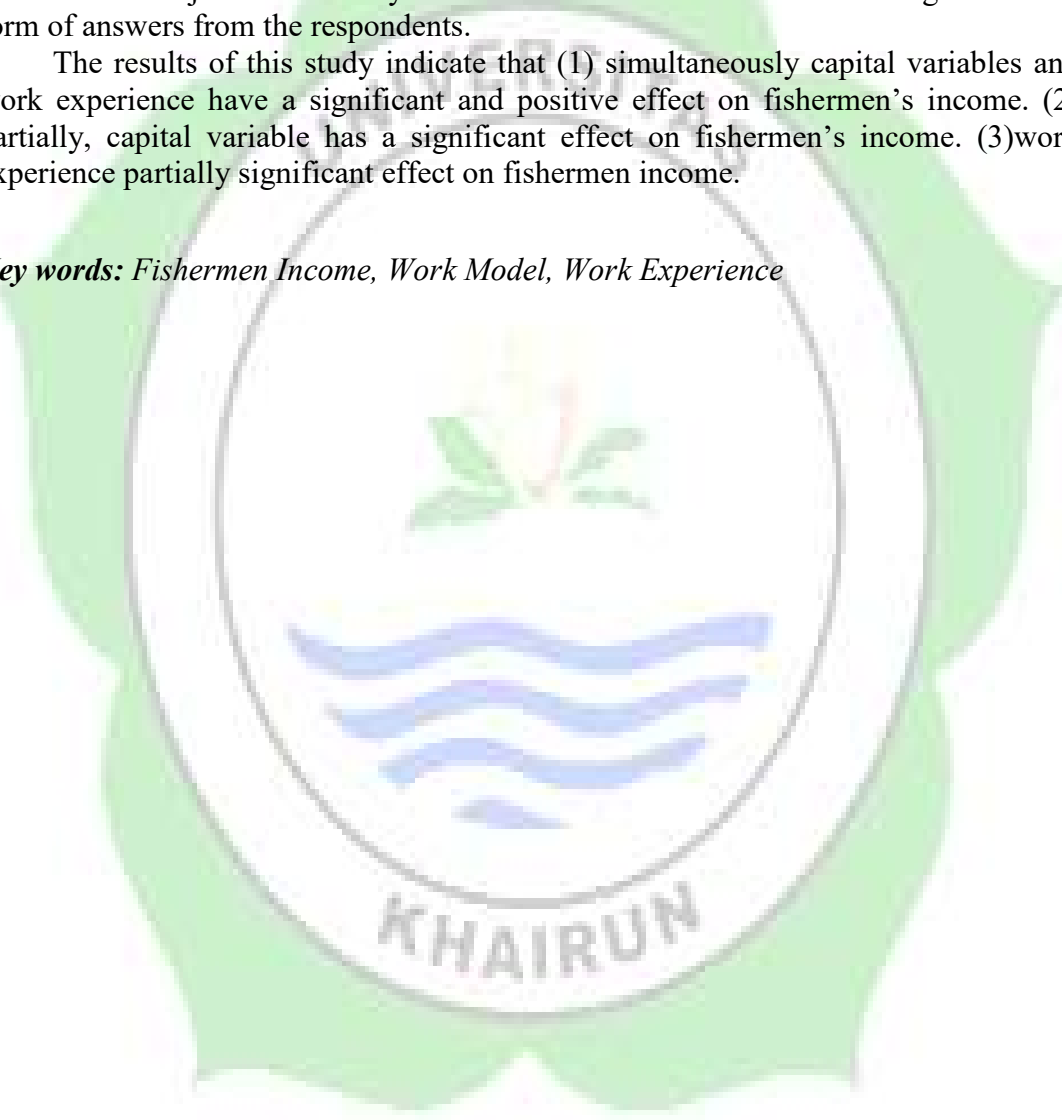 orm of answers from the respondents.
The results of this study indicate that (1) simultaneously capital variables an
ork experience have a significant and positive effect on fishermen's income. (2
artially, capital variable has a significant effect on fishermen's income. (3)wor
xperience partially significant effect on fishermen income.
ey words: Fishermen Income, Work Model, Work Experience
UNIVERSITAS
KHAIRUN